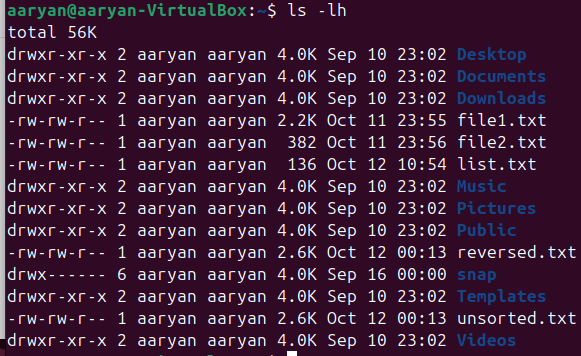 aaryan@aaryan-VirtualBox:~$ ls -lh
total 56K
drwxr-xr-x 2 aaryan aaryan 4.0K Sep 10 23:02 Desktop
drwxr-xr-x 2 aaryan aaryan 4.0K Sep 10 23:02 Documents
drwxr-xr-x 2 aaryan aaryan 4.0K Sep 10 23:02 Downloads
-rw-rw-r-- 1 aaryan aaryan 2.2K Oct 11 23:55 file1.txt
-rw-rw-r-- 1 aaryan aaryan  382 Oct 11 23:56 file2.txt
-rw-rw-r-- 1 aaryan aaryan  136 Oct 12 10:54 list.txt
drwxr-xr-x 2 aaryan aaryan 4.0K Sep 10 23:02 Music
drwxr-xr-x 2 aaryan aaryan 4.0K Sep 10 23:02 Pictures
drwxr-xr-x 2 aaryan aaryan 4.0K Sep 10 23:02 Public
-rw-rw-r-- 1 aaryan aaryan 2.6K Oct 12 00:13 reversed.txt
drwx------ 6 aaryan aaryan 4.0K Sep 16 00:00 snap
drwxr-xr-x 2 aaryan aaryan 4.0K Sep 10 23:02 Templates
-rw-rw-r-- 1 aaryan aaryan 2.6K Oct 12 00:13 unsorted.txt
drwxr-xr-x 2 aaryan aaryan 4.0K Sep 10 23:02 Videos